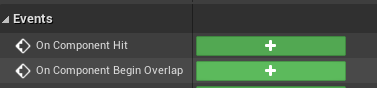 Events
On Component Hit
On Component Begin Overlap